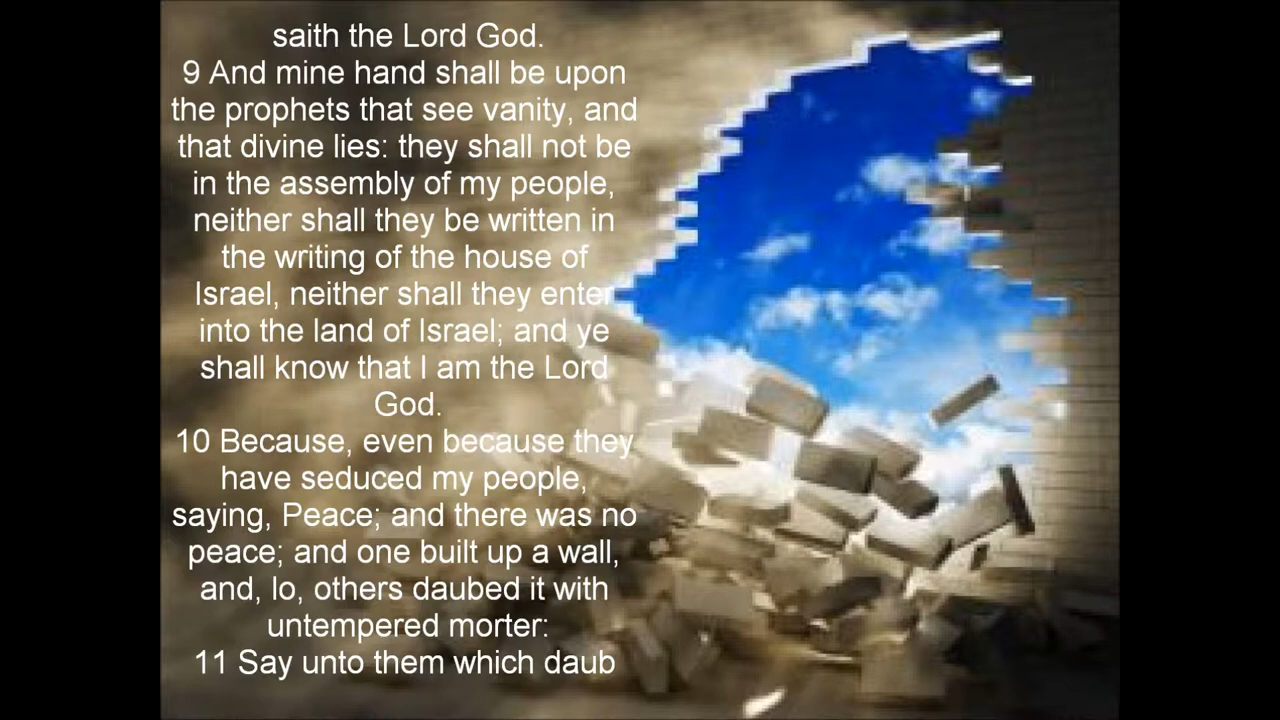 saith the Lord God.
9 And mine hand shall be upon
the prophets that see vanity, and
that divine lies: they shall not be
in the assembly of my people,
neither shall they be written in
the writing of the house of
Israel, neither shall they enter
into the land of Israel; and ye
shall know that I am the Lord
God.
10 Because, even because they
have seduced my people,
saying, Peace; and there was no
peace; and one built up a wall,
and, lo, others daubed it with
untempered morter:
11 Say unto them which daub